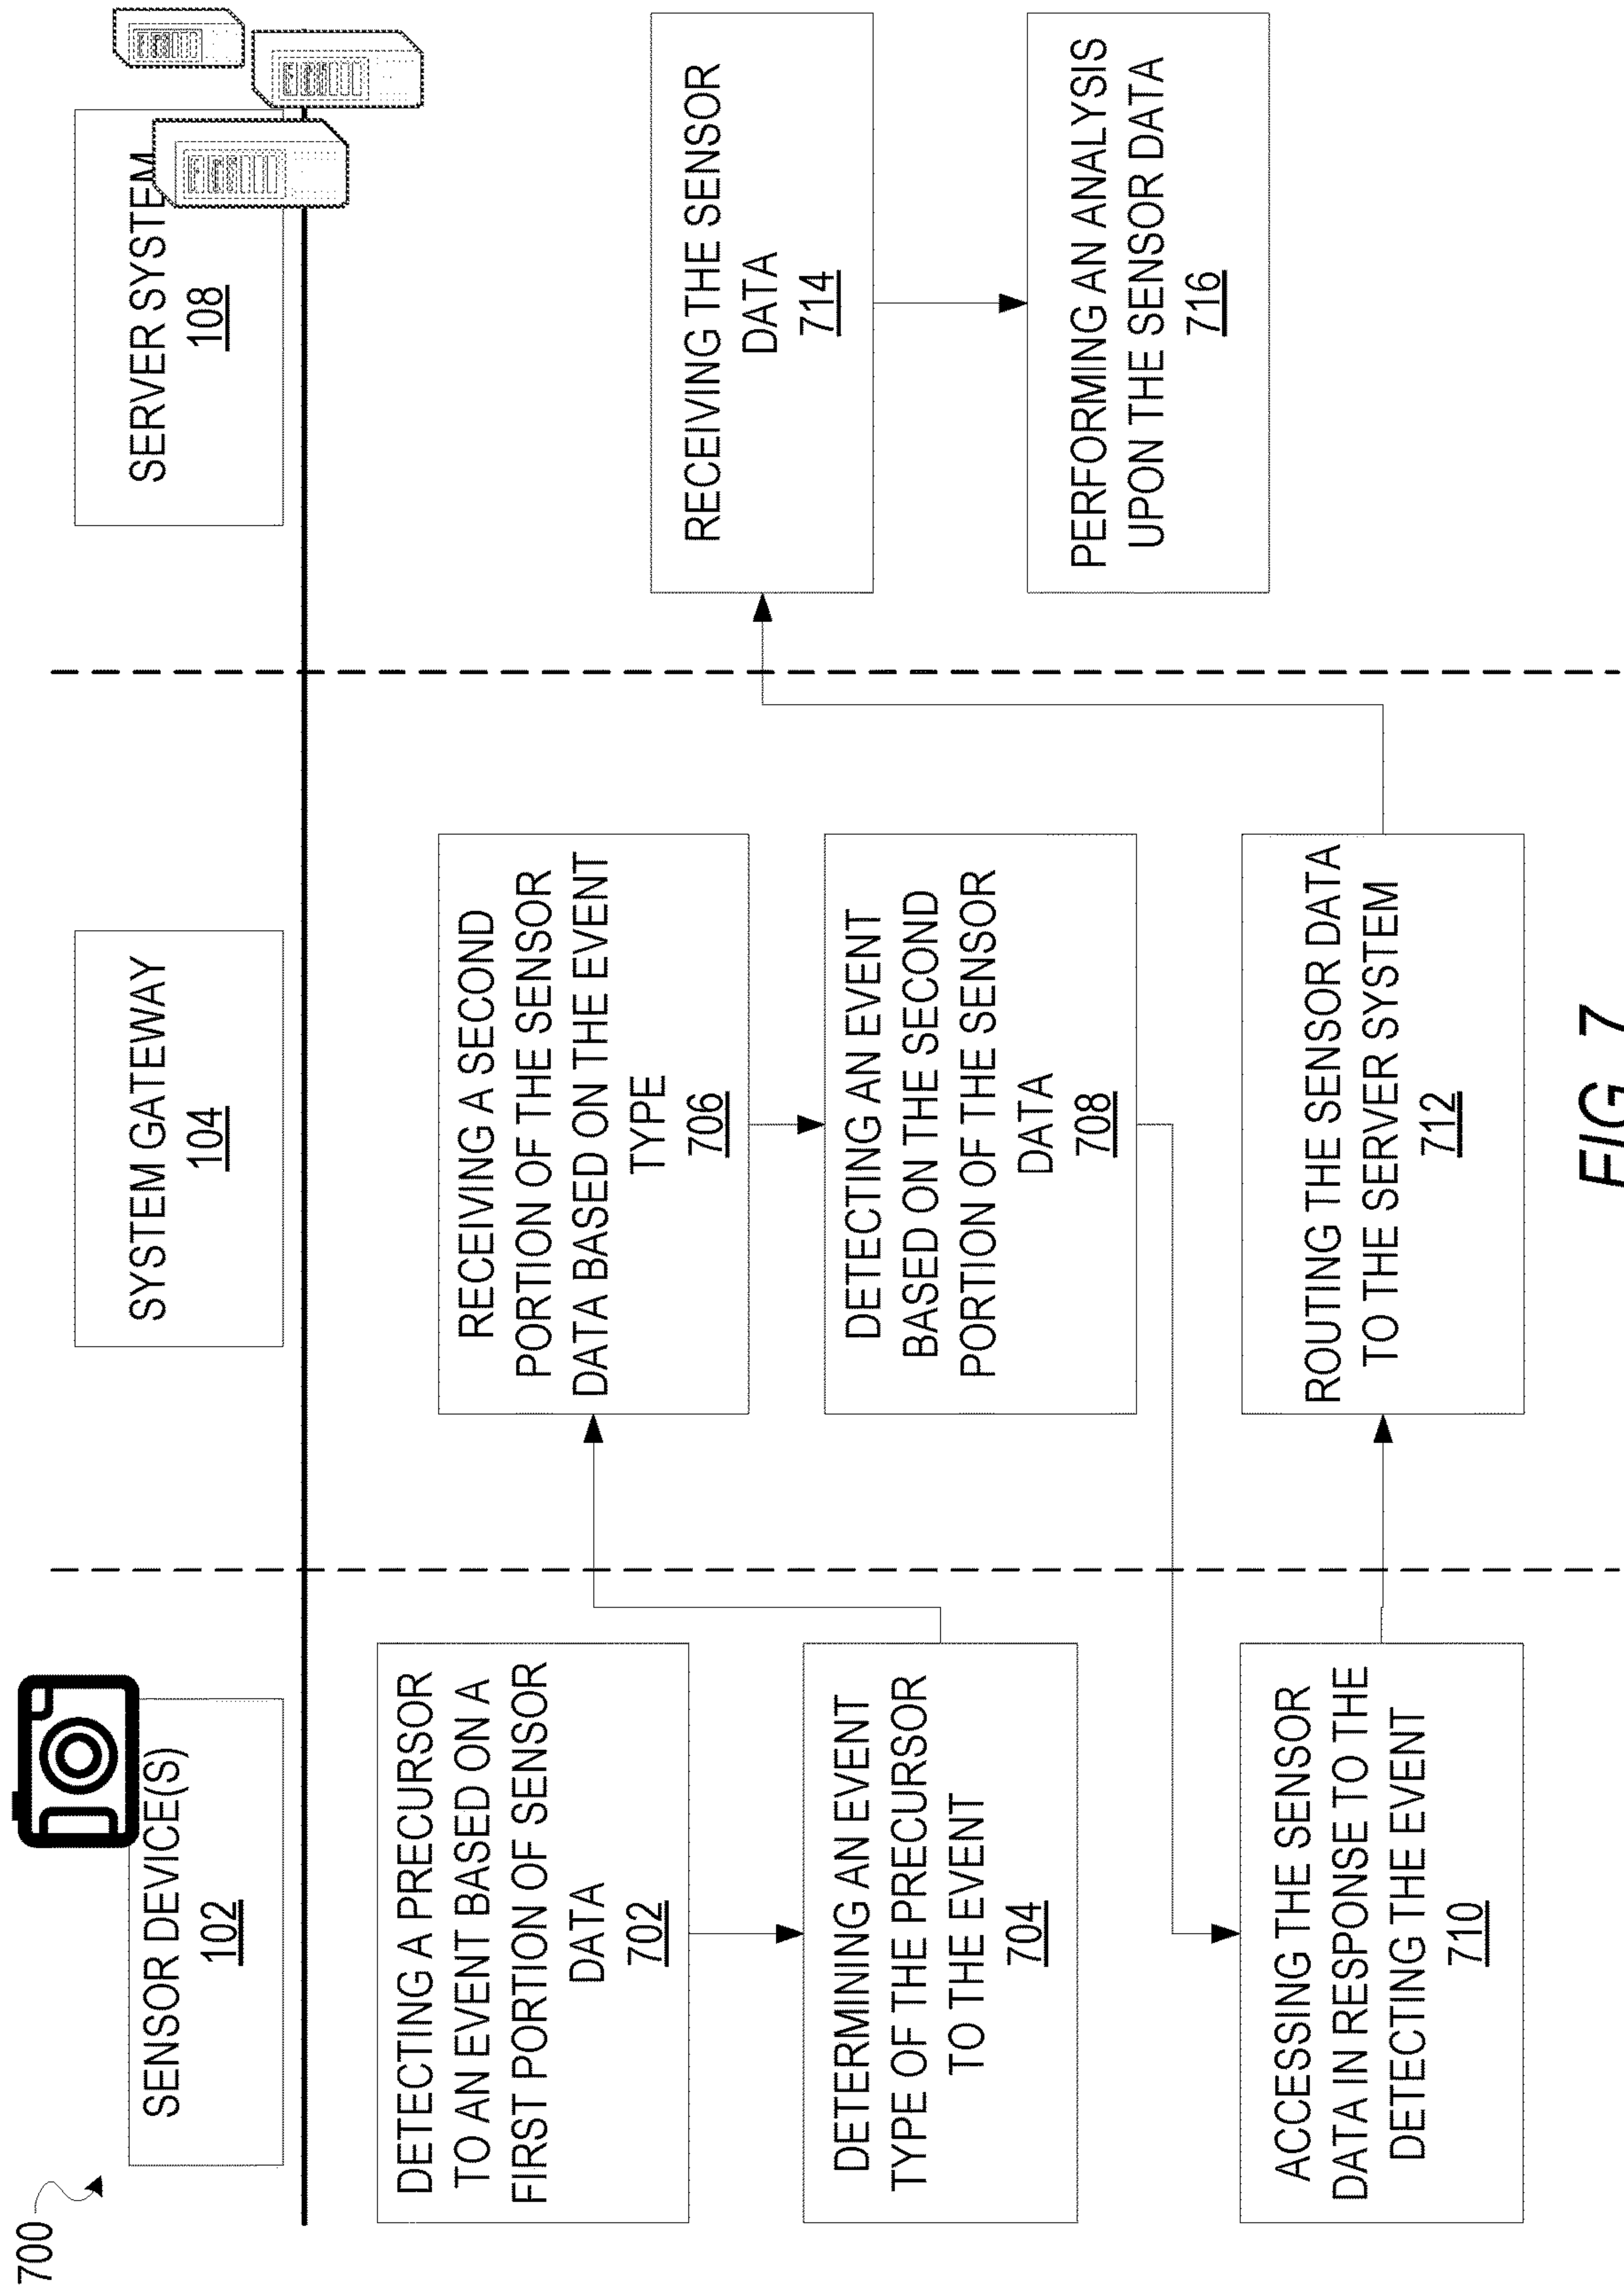 700
SENSOR DEVICE(S)
102
SYSTEM GATEWAY
104
SERVER SYSTEM
108
DETECTING A PRECURSOR
TO AN EVENT BASED ON A
FIRST PORTION OF SENSOR
DATA
702
DETERMINING AN EVENT
TYPE OF THE PRECURSOR
TO THE EVENT
704
RECEIVING A SECOND
PORTION OF THE SENSOR
DATA BASED ON THE EVENT
TYPE
706
DETECTING AN EVENT
BASED ON THE SECOND
PORTION OF THE SENSOR
DATA
708
ACCESSING THE SENSOR
DATA IN RESPONSE TO THE
DETECTING THE EVENT
710
ROUTING THE SENSOR DATA
TO THE SERVER SYSTEM
712
RECEIVING THE SENSOR
DATA
714
PERFORMING AN ANALYSIS
UPON THE SENSOR DATA
716
FIG 7